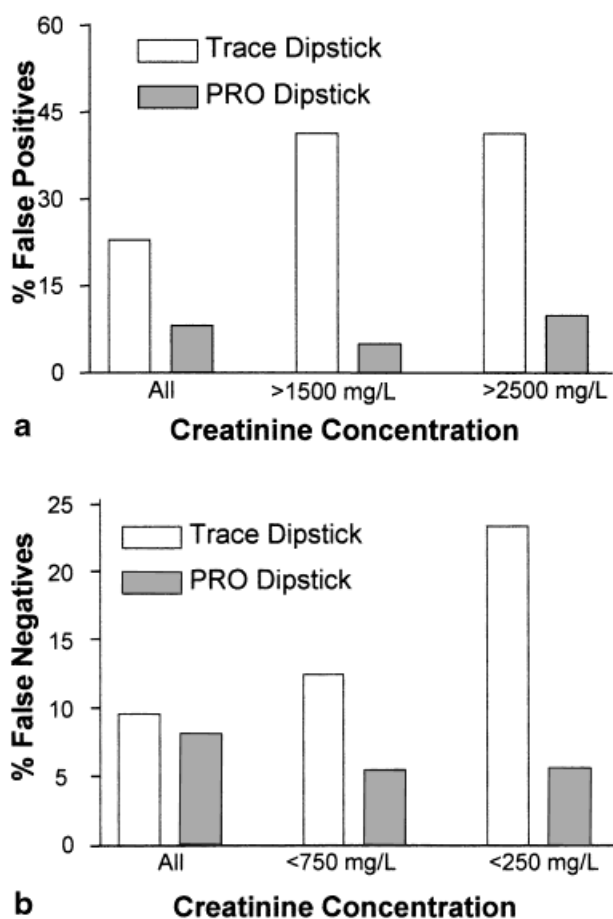 60
45
30
15
0
% False Positives
Trace Dipstick
PRO Dipstick
All >1500 mg/L >2500 mg/L
Creatinine Concentration
a
25
20
15
10
5
0
% False Negatives
Trace Dipstick
PRO Dipstick
All <750 mg/L <250 mg/L
Creatinine Concentration
b